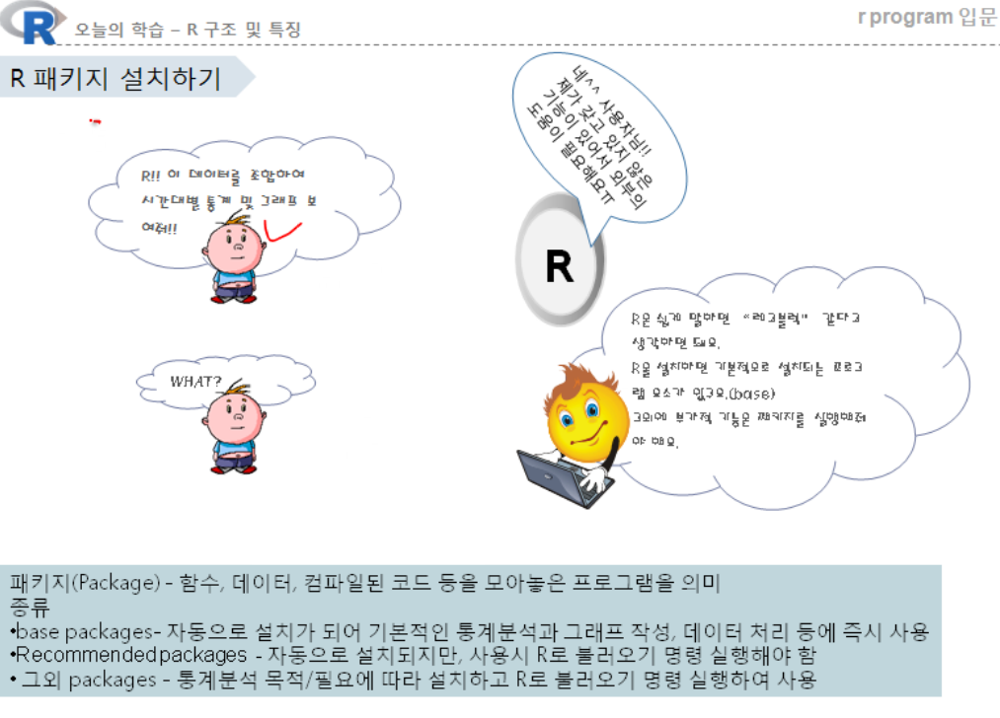 R
오늘의 학습 – R 구조 및 특징
r program 입문
R 패키지 설치하기
네^^ 사용자님!!
제가 갖고 있지 않은
기능이 있어서 외부의
도움이 필요해요ㅠ
R!! 이 데이터를 조합하여
시간대별 통계 및 그래프 보
여줘!!
R
R은 쉽게 말하면 "레고블럭" 같다고
생각하면 돼요.
R을 설치하면 기본적으로 설치되는 프로그
램 요소가 있구요.(base)
그외에 부가적 기능은 패키지를 실행해줘
야 해요.
WHAT?
패키지(Package) – 함수, 데이터, 컴파일된 코드 등을 모아놓은 프로그램을 의미
종류
•base packages- 자동으로 설치가 되어 기본적인 통계분석과 그래프 작성, 데이터 처리 등에 즉시 사용
•Recommended packages - 자동으로 설치되지만, 사용시 R로 불러오기 명령 실행해야 함
• 그외 packages – 통계분석 목적/필요에 따라 설치하고 R로 불러오기 명령 실행하여 사용